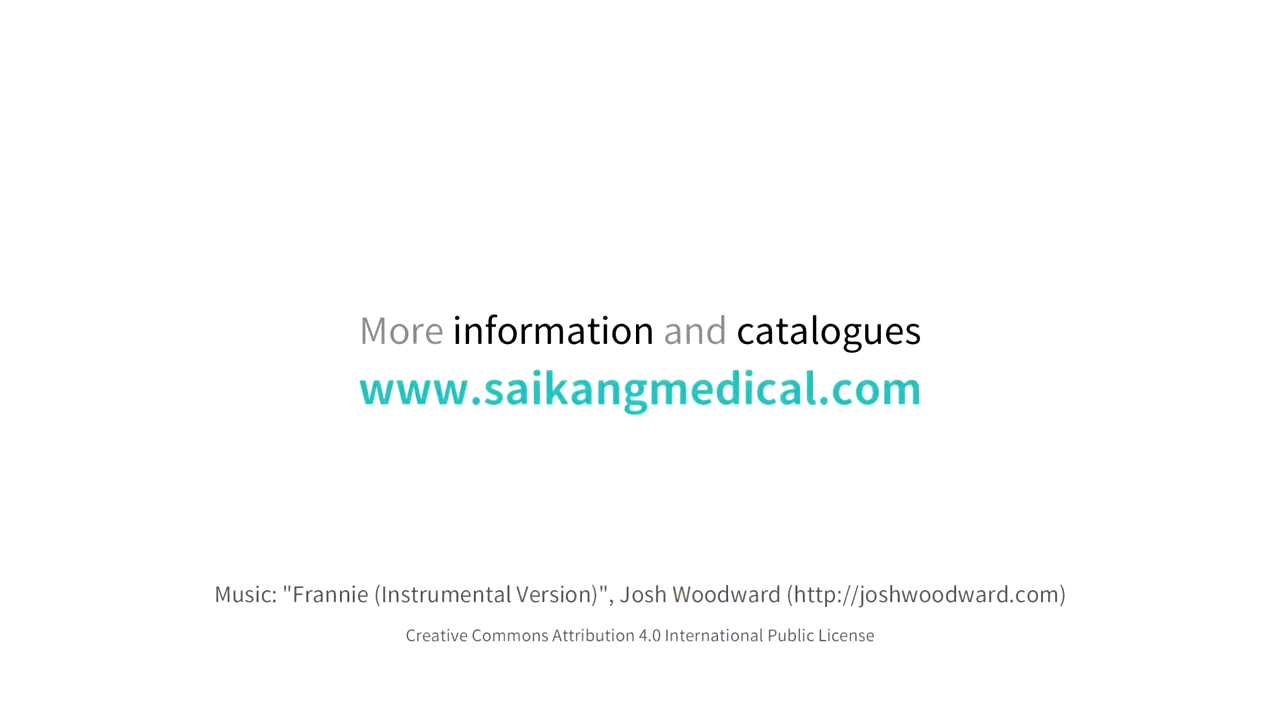 More information and catalogues
www.saikangmedical.com
Music: "Frannie (Instrumental Version)", Josh Woodward (http://joshwoodward.com)
Creative Commons Attribution 4.0 International Public License